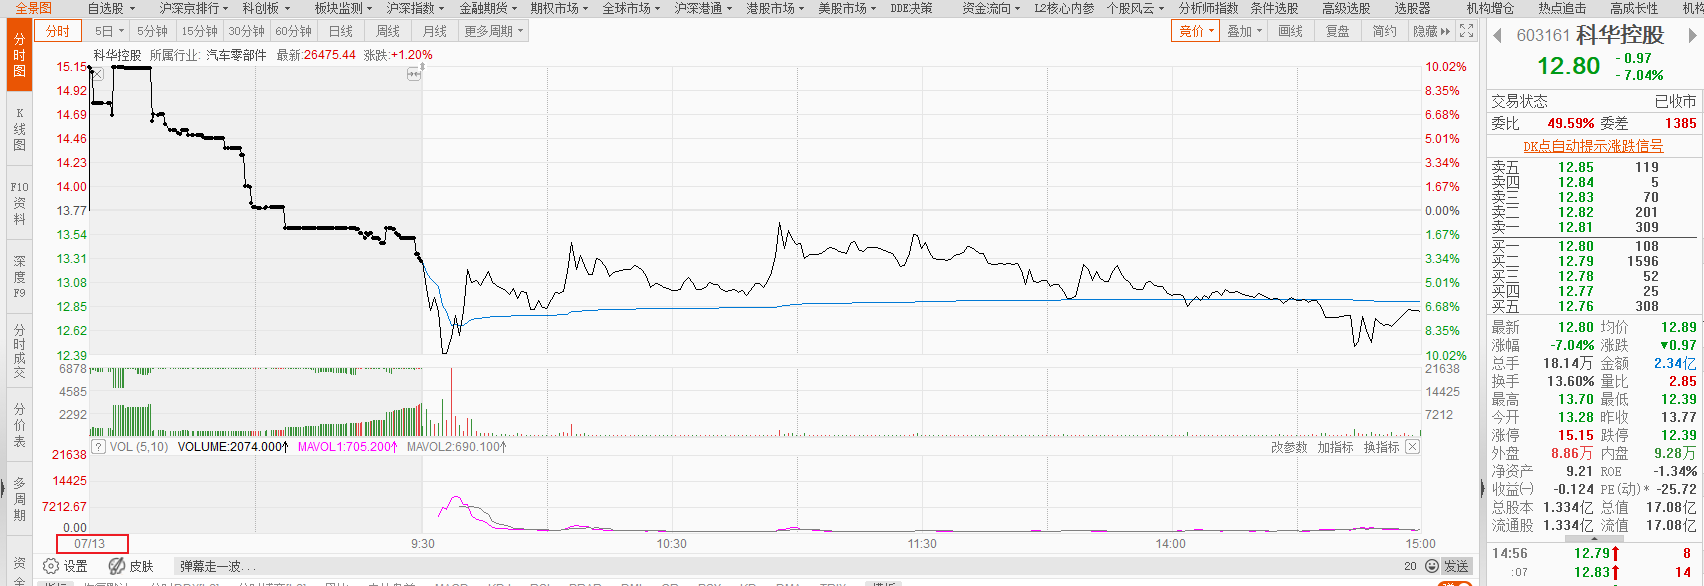 全景图 自选股 沪深京排行 科创板 板块监测 沪深指数 金融期货 期权市场 全球市场 沪深港通 港股市场 美股市场 DDE决策 资金流向 L2核心内参 个股风云 分析师指数 条件选股 高级选股 选股器 机构增仓 热点追击 高成长性
分时 5日 5分钟 15分钟 30分钟 60分钟 日线 周线 月线 更多周期 竞价 叠加 画线 复盘 简约 隐藏
分时图
K线图
F10资料
深度F9
分时成交
分价表
多周期
科华控股 所属行业: 汽车零部件 最新:26475.44 涨跌:+1.20%
15.15 10.02%
14.92 8.35%
14.69 6.68%
14.46 5.01%
14.23 3.34%
14.00 1.67%
13.77 0.00%
13.54 1.67%
13.31 3.34%
13.08 5.01%
12.85 6.68%
12.62 8.35%
12.39 10.02%
6878 21638
4585 14425
2292 7212
? VOL (5,10) VOLUME:2074.000↑ MAVOL1:705.200↑ MAVOL2:690.100↑ 改参数 加指标 换指标
21638
14425
7212.67
0.00
07/13 9:30 10:30 11:30 14:00 15:00
设置 皮肤 弹幕走一波... 20 发送
603161 科华控股
12.80 -0.97
-7.04%
交易状态 已收市
委比 49.59% 委差 1385
DK点自动提示涨跌信号
卖五 12.85 119
卖四 12.84 5
卖三 12.83 70
卖二 12.82 201
卖一 12.81 309
买一 12.80 108
买二 12.79 1596
买三 12.78 52
买四 12.77 25
买五 12.76 308
最新 12.80 均价 12.89
涨幅 -7.04% 涨跌 ▼0.97
总手 18.14万 金额 2.34亿
换手 13.60% 量比 2.85
最高 13.70 最低 12.39
今开 13.28 昨收 13.77
涨停 15.15 跌停 12.39
外盘 8.86万 内盘 9.28万
净资产 9.21 ROE -1.34%
收益(一) -0.124 PE(动)* -25.72
总股本 1.334亿 总值 17.08亿
流通股 1.334亿 流值 17.08亿
14:56 12.79↑ 8
:07 12.83↑ 14